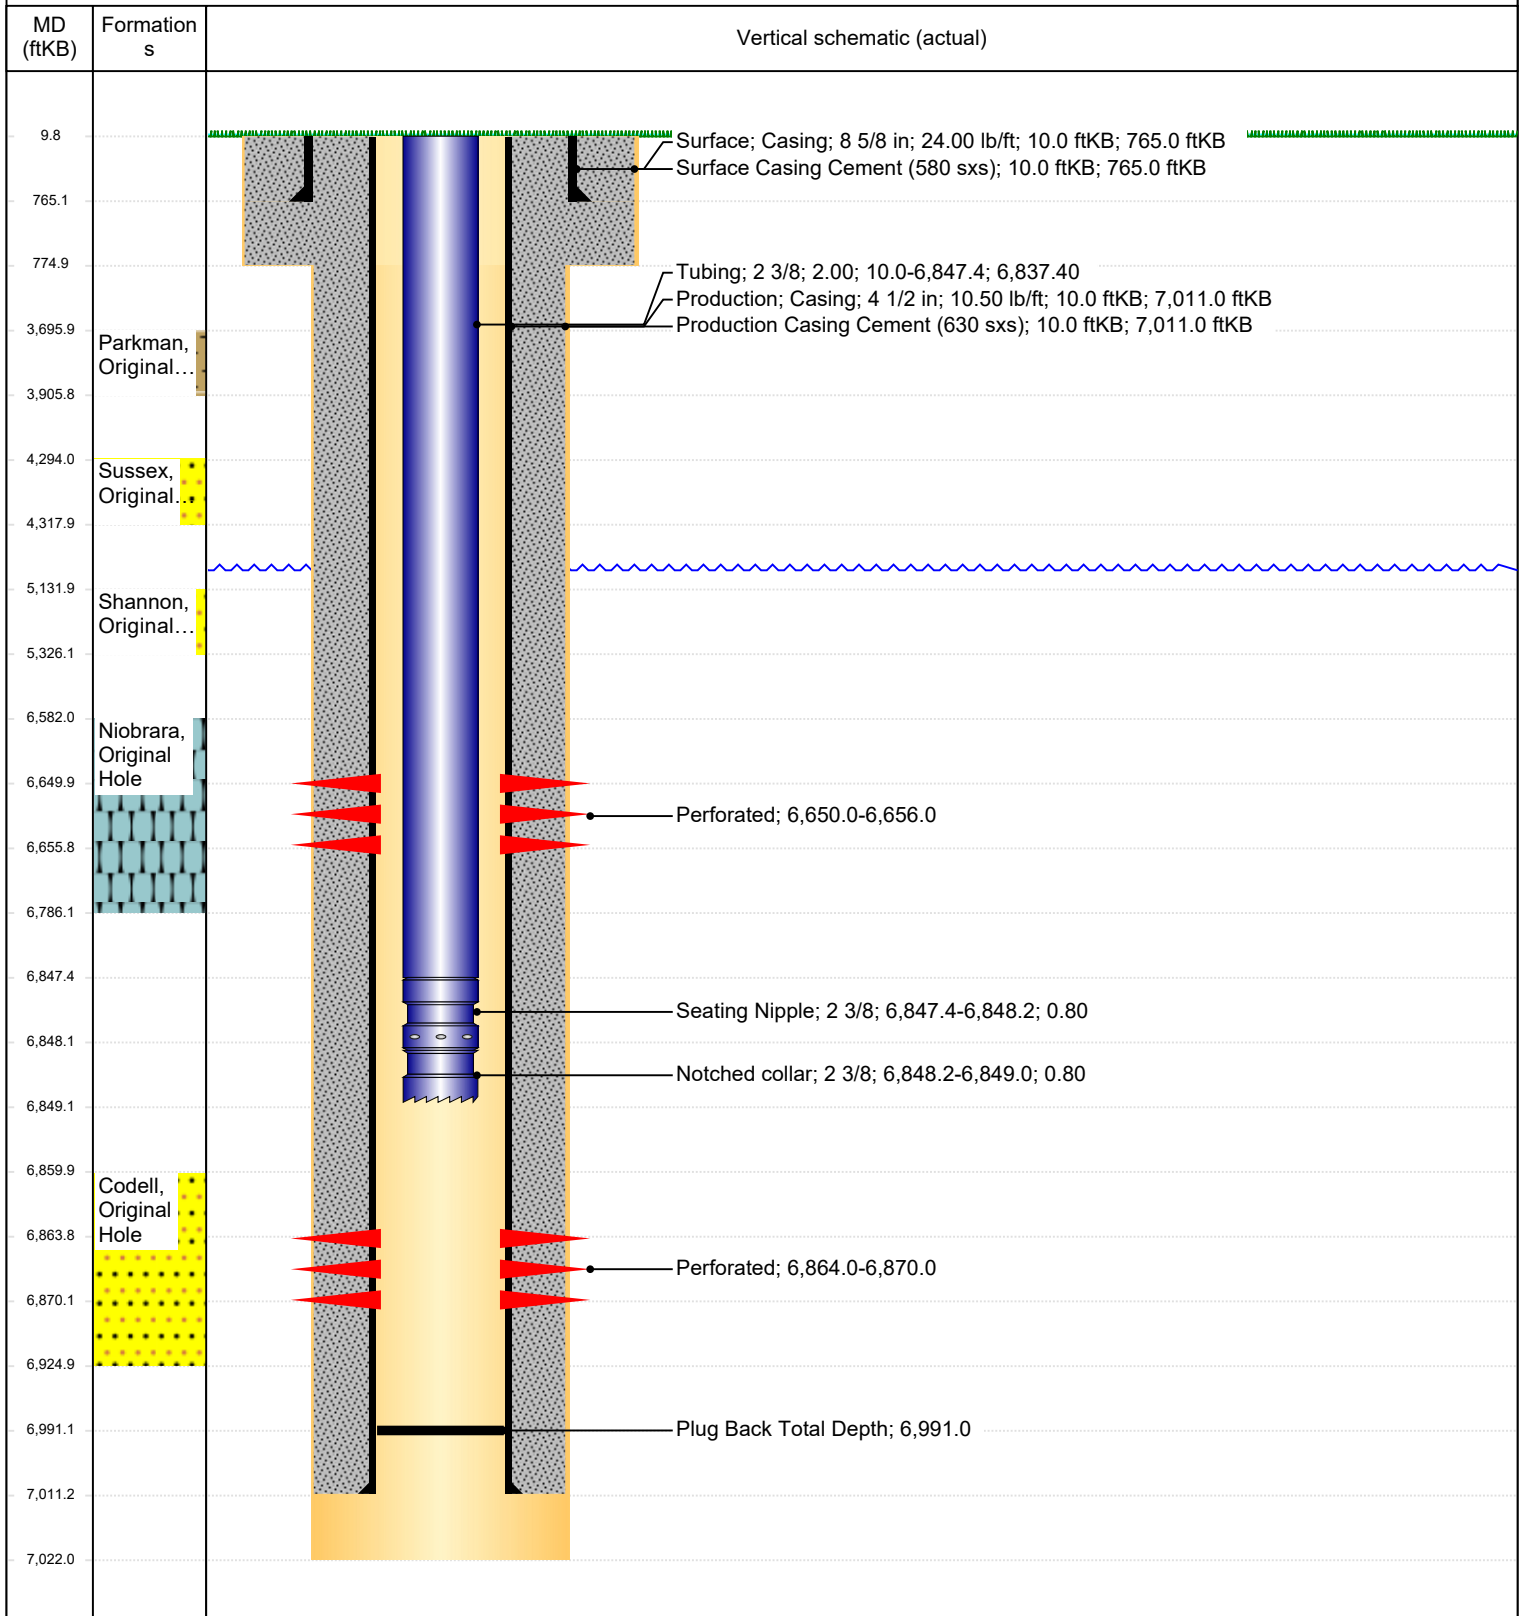 MD
(ftKB)
Formation
s
Vertical schematic (actual)
9.8
Surface; Casing; 8 5/8 in; 24.00 lb/ft; 10.0 ftKB; 765.0 ftKB
Surface Casing Cement (580 sxs); 10.0 ftKB; 765.0 ftKB
765.1
774.9
Tubing; 2 3/8; 2.00; 10.0-6,847.4; 6,837.40
Production; Casing; 4 1/2 in; 10.50 lb/ft; 10.0 ftKB; 7,011.0 ftKB
Production Casing Cement (630 sxs); 10.0 ftKB; 7,011.0 ftKB
3,695.9
Parkman,
Original…
3,905.8
4,294.0
Sussex,
Original…
4,317.9
5,131.9
Shannon,
Original…
5,326.1
6,582.0
Niobrara,
Original
Hole
6,649.9
Perforated; 6,650.0-6,656.0
6,655.8
6,786.1
6,847.4
Seating Nipple; 2 3/8; 6,847.4-6,848.2; 0.80
6,848.1
Notched collar; 2 3/8; 6,848.2-6,849.0; 0.80
6,849.1
6,859.9
Codell,
Original
Hole
6,863.8
Perforated; 6,864.0-6,870.0
6,870.1
6,924.9
6,991.1
Plug Back Total Depth; 6,991.0
7,011.2
7,022.0